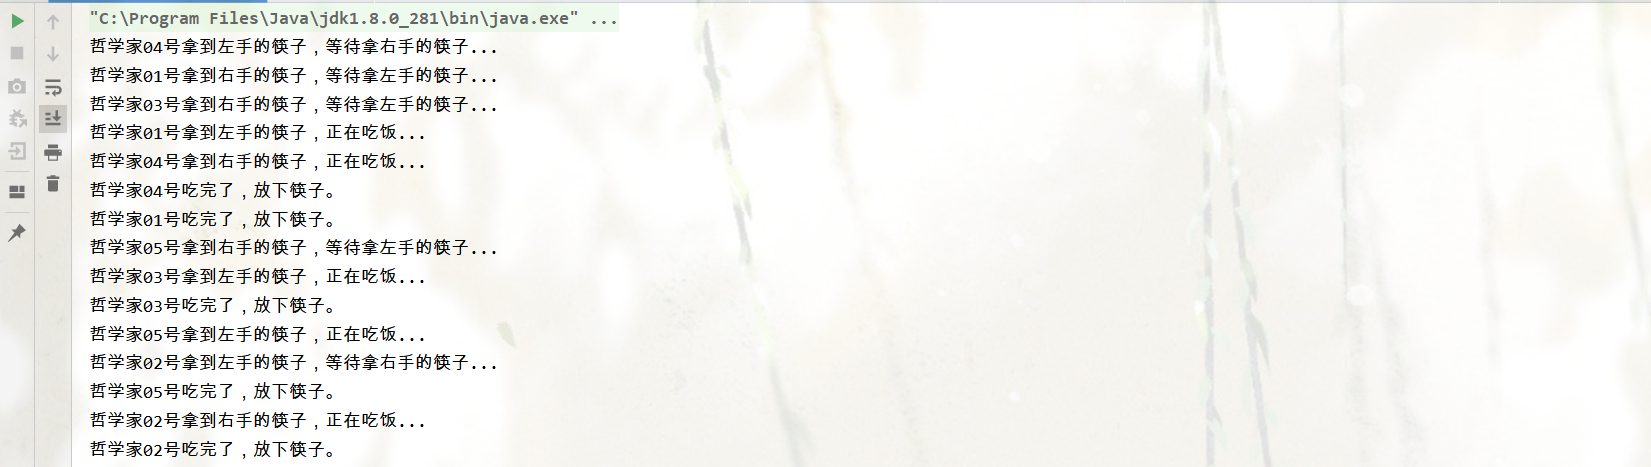 "C:\Program Files\Java\jdk1.8.0_281\bin\java.exe" ...
哲学家04号拿到左手的筷子，等待拿右手的筷子...
哲学家01号拿到右手的筷子，等待拿左手的筷子...
哲学家03号拿到右手的筷子，等待拿左手的筷子...
哲学家01号拿到左手的筷子，正在吃饭...
哲学家04号拿到右手的筷子，正在吃饭...
哲学家04号吃完了，放下筷子。
哲学家01号吃完了，放下筷子。
哲学家05号拿到右手的筷子，等待拿左手的筷子...
哲学家03号拿到左手的筷子，正在吃饭...
哲学家03号吃完了，放下筷子。
哲学家05号拿到左手的筷子，正在吃饭...
哲学家02号拿到左手的筷子，等待拿右手的筷子...
哲学家05号吃完了，放下筷子。
哲学家02号拿到右手的筷子，正在吃饭...
哲学家02号吃完了，放下筷子。